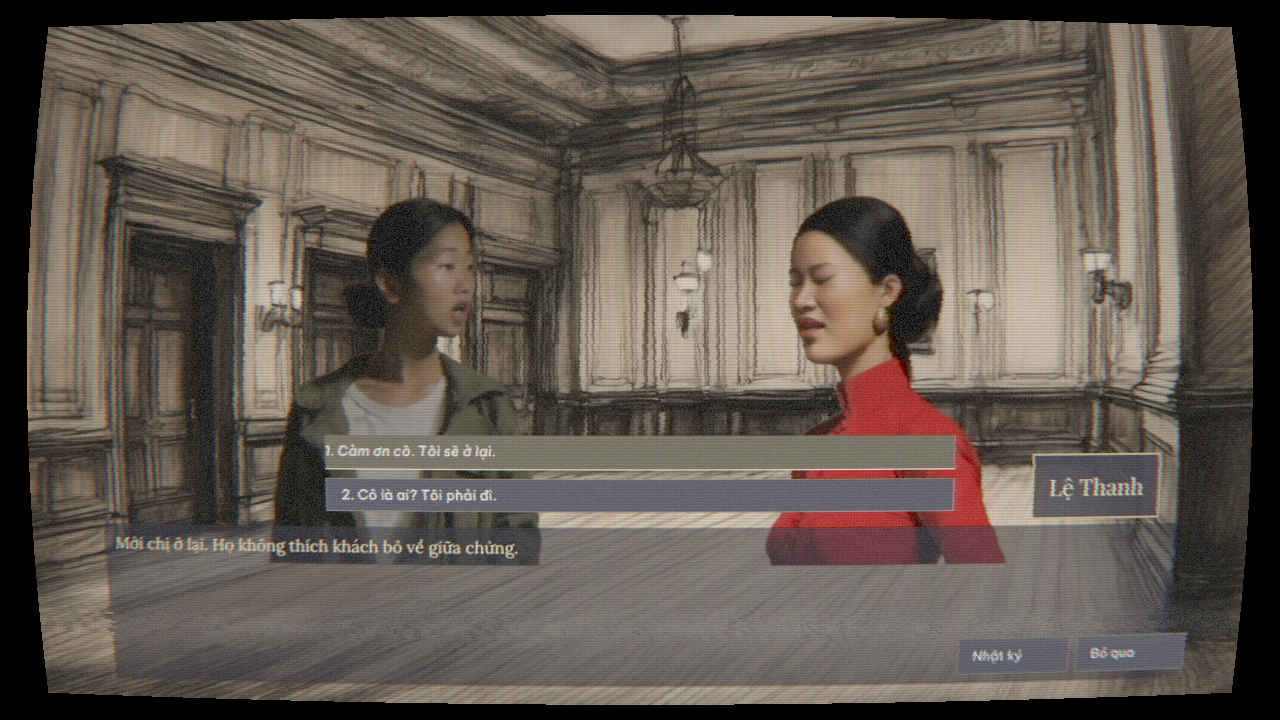 1. Cảm ơn cô. Tôi sẽ ở lại.
2. Cô là ai? Tôi phải đi.
Lệ Thanh
Mời chị ở lại. Họ không thích khách bỏ về giữa chừng.
Nhật ký
Bỏ qua